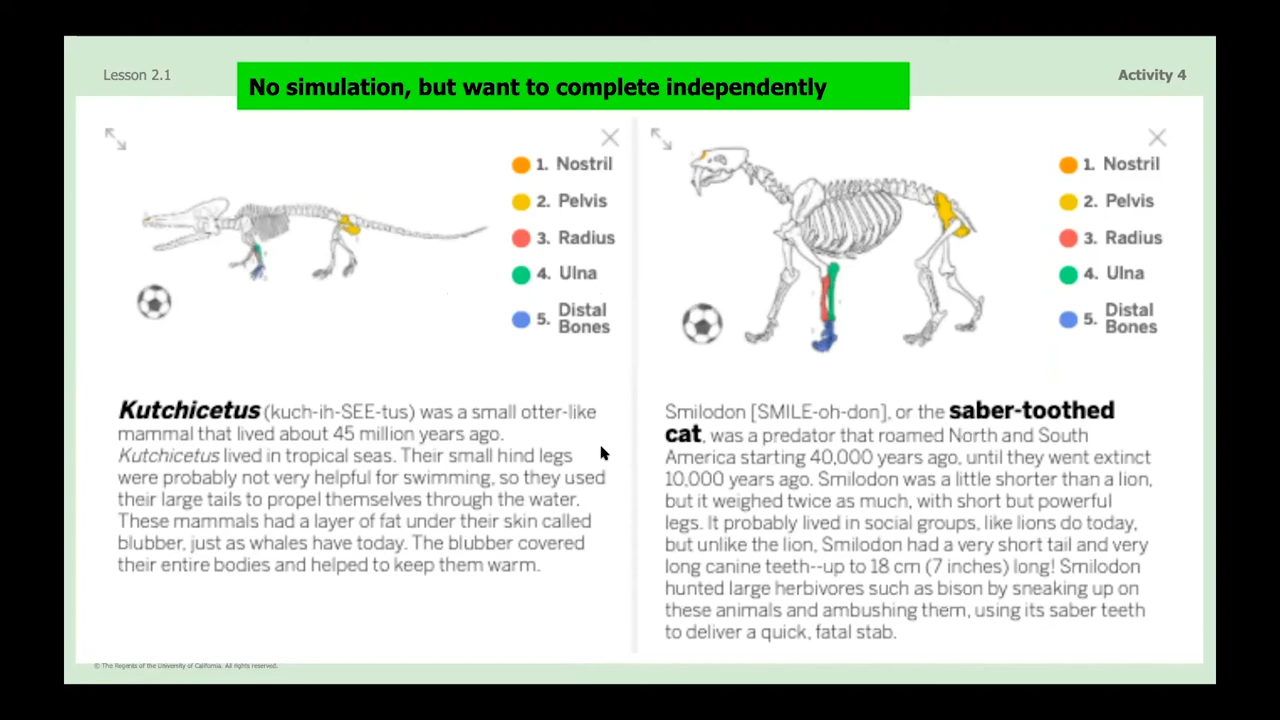 Lesson 2.1
No simulation, but want to complete independently
Activity 4
1. Nostril
2. Pelvis
3. Radius
4. Ulna
5. Distal
Bones
Kutchicetus (kuch-ih-SEE-tus) was a small otter-like
mammal that lived about 45 million years ago.
Kutchicetus lived in tropical seas. Their small hind legs
were probably not very helpful for swimming, so they used
their large tails to propel themselves through the water.
These mammals had a layer of fat under their skin called
blubber, just as whales have today. The blubber covered
their entire bodies and helped to keep them warm.
1. Nostril
2. Pelvis
3. Radius
4. Ulna
5. Distal
Bones
Smilodon [SMILE-oh-don], or the saber-toothed
cat, was a predator that roamed North and South
America starting 40,000 years ago, until they went extinct
10,000 years ago. Smilodon was a little shorter than a lion,
but it weighed twice as much, with short but powerful
legs. It probably lived in social groups, like lions do today,
but unlike the lion, Smilodon had a very short tail and very
long canine teeth--up to 18 cm (7 inches) long! Smilodon
hunted large herbivores such as bison by sneaking up on
these animals and ambushing them, using its saber teeth
to deliver a quick, fatal stab.
© The Regents of the University of California. All rights reserved.